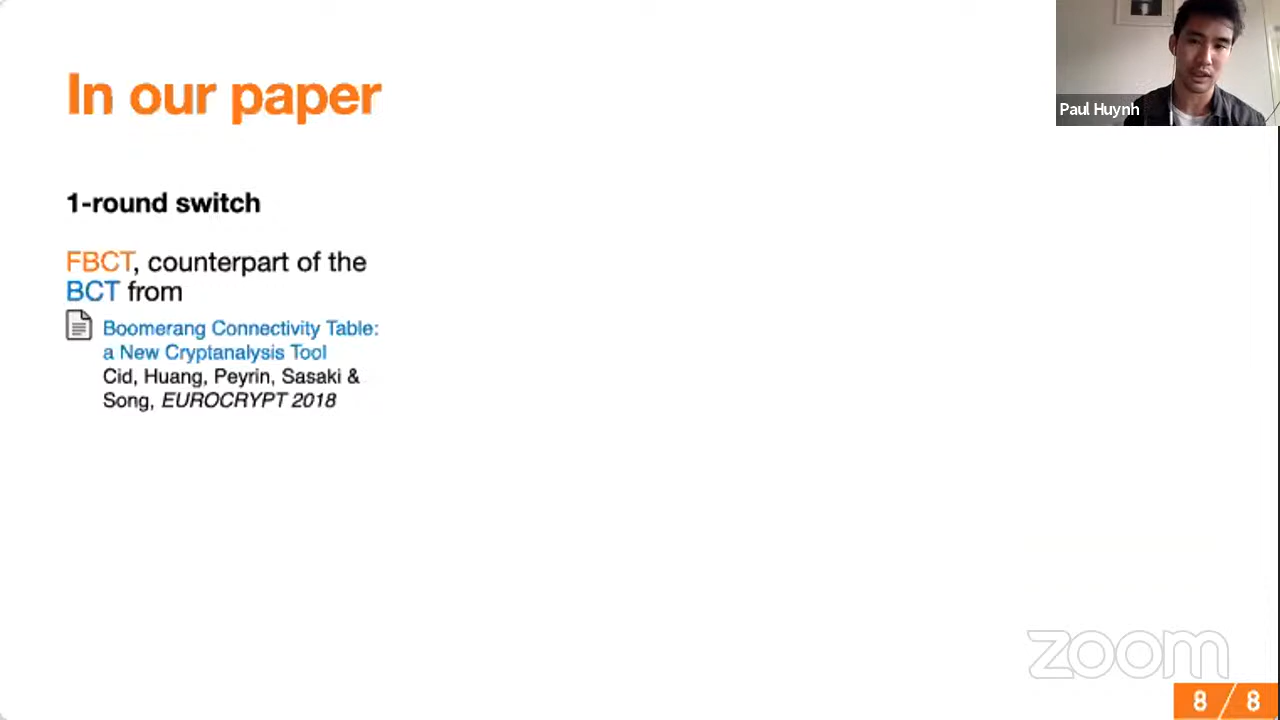 In our paper
Paul Huynh
1-round switch
FBCT, counterpart of the
BCT from
Boomerang Connectivity Table:
a New Cryptanalysis Tool
Cid, Huang, Peyrin, Sasaki &
Song, EUROCRYPT 2018
zoom
8 / 8